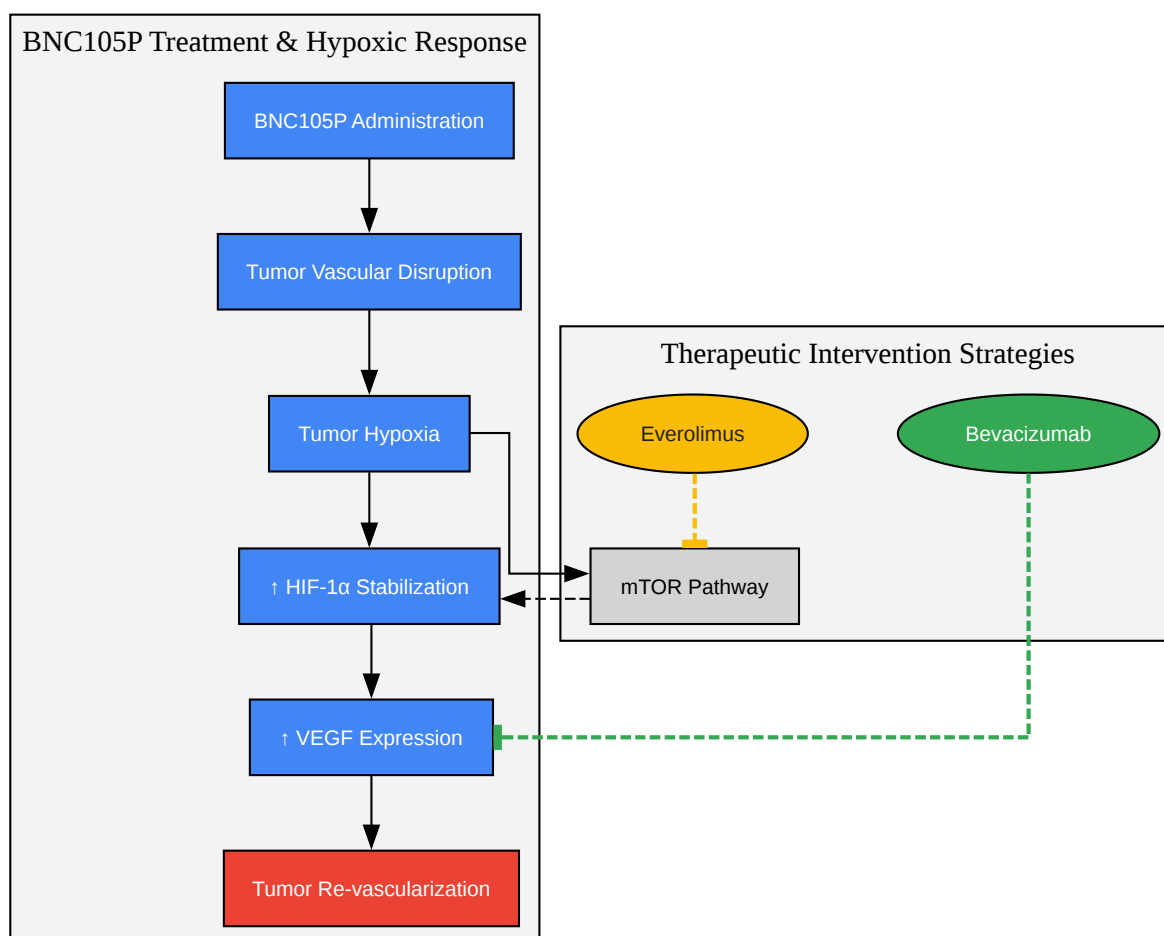 BNC105P Treatment & Hypoxic Response
BNC105P Administration
Tumor Vascular Disruption
Therapeutic Intervention Strategies
Tumor Hypoxia
Everolimus
Bevacizumab
↑ HIF-1α Stabilization
mTOR Pathway
↑ VEGF Expression
Tumor Re-vascularization